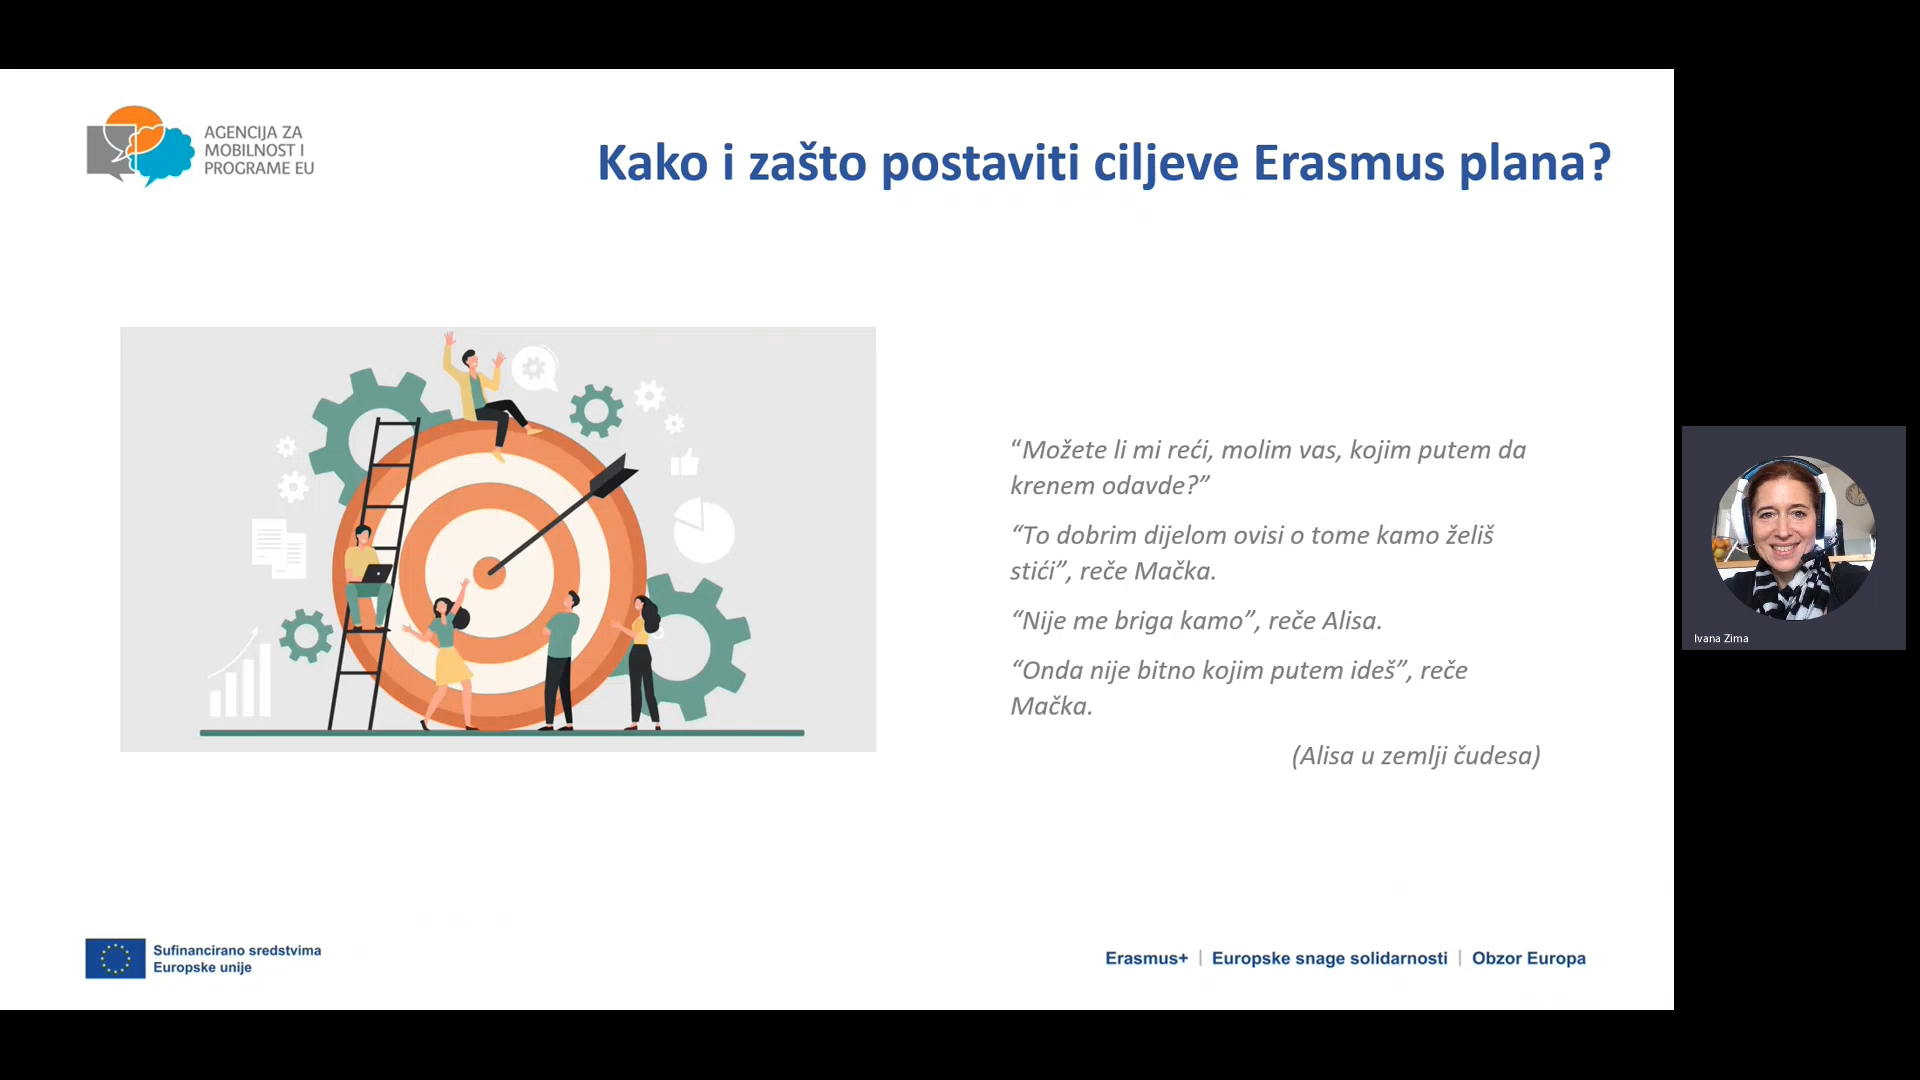 AGENCIJA ZA
MOBILNOST I
PROGRAME EU
Kako i zašto postaviti ciljeve Erasmus plana?
“Možete li mi reći, molim vas, kojim putem da
krenem odavde?”
“To dobrim dijelom ovisi o tome kamo želiš
stići”, reče Mačka.
“Nije me briga kamo”, reče Alisa.
“Onda nije bitno kojim putem ideš”, reče
Mačka.
(Alisa u zemlji čudesa)
Ivana Zima
Sufinancirano sredstvima
Europske unije
Erasmus+ | Europske snage solidarnosti | Obzor Europa